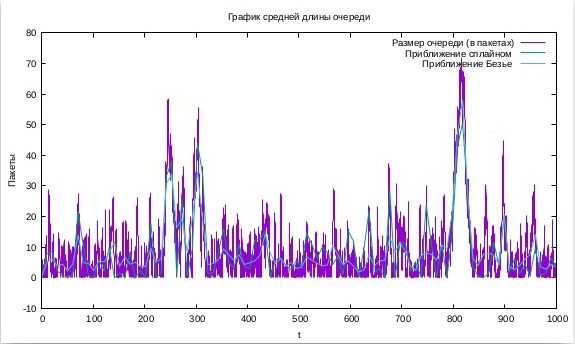 График средней длины очереди
Размер очереди (в пакетах)
Приближение сплайном
Приближение Безье
Пакеты
80
70
60
50
40
30
20
10
0
-10
0 100 200 300 400 500 600 700 800 900 1000
t